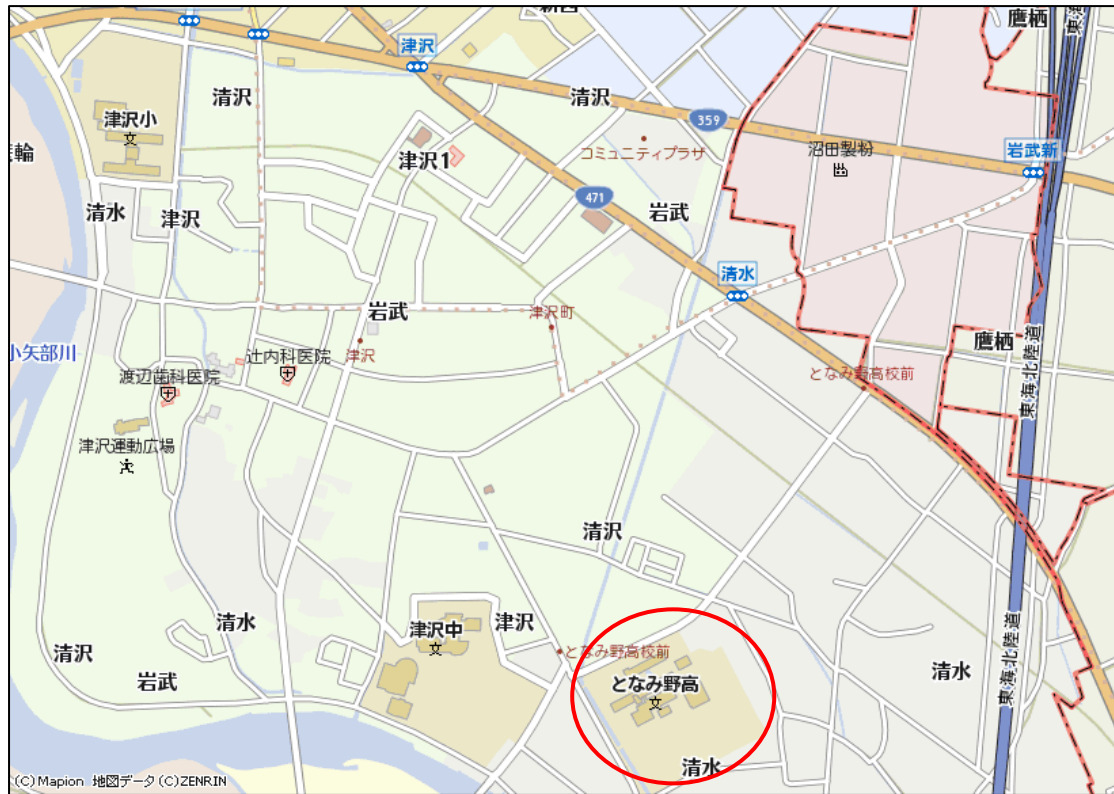 鷹栖
津沢
359
清沢
清沢
津沢小
沼田製粉
岩武新
コミュニティプラザ
津沢1
471
清水
津沢
岩武
清水
岩武
津沢町
小矢部川
津沢
辻内科医院
渡辺歯科医院
鷹栖
となみ野高校前
東海北陸道
津沢運動広場
清沢
清水
津沢中
津沢
となみ野高校前
清沢
岩武
となみ野高
清水
東海北陸道
清水
(C)Mapion 地図データ(C)ZENRIN